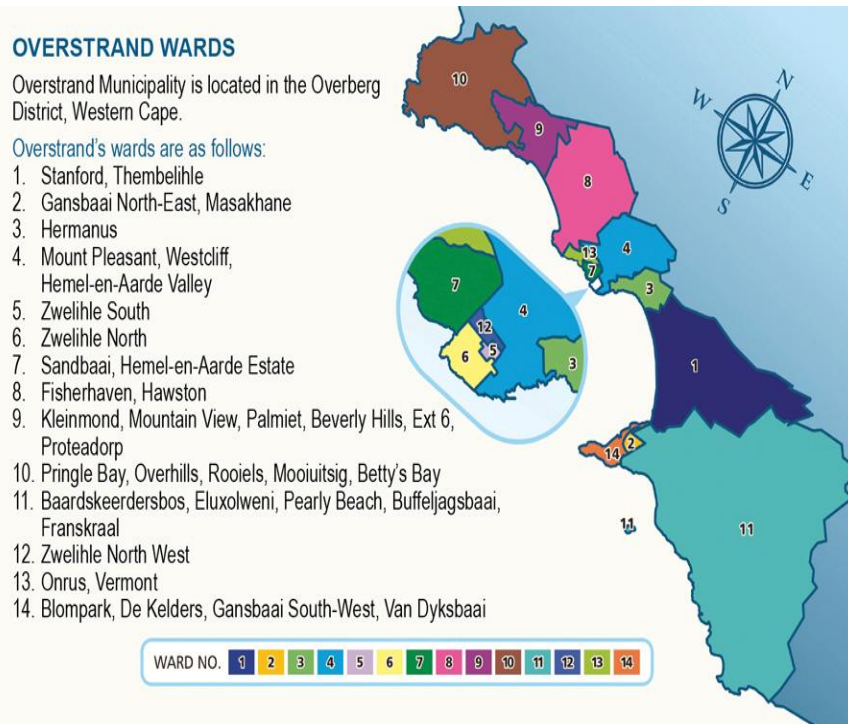 OVERSTRAND WARDS
Overstrand Municipality is located in the Overberg
District, Western Cape.
Overstrand's wards are as follows:
1. Stanford, Thembelihle
2. Gansbaai North-East, Masakhane
3. Hermanus
4. Mount Pleasant, Westcliff,
Hemel-en-Aarde Valley
5. Zwelihle South
6. Zwelihle North
7. Sandbaai, Hemel-en-Aarde Estate
8. Fisherhaven, Hawston
9. Kleinmond, Mountain View, Palmiet, Beverly Hills, Ext 6,
Proteadorp
10. Pringle Bay, Overhills, Rooiels, Mooiuitsig, Betty's Bay
11. Baardskeerdersbos, Eluxolweni, Pearly Beach, Buffeljagsbaai,
Franskraal
12. Zwelihle North West
13. Onrus, Vermont
14. Blompark, De Kelders, Gansbaai South-West, Van Dyksbaai
10
9
8
13
4
7
3
1
2
14
11
11
7
4
12
5
6
3
N
W
E
S
WARD NO. 1 2 3 4 5 6 7 8 9 10 11 12 13 14